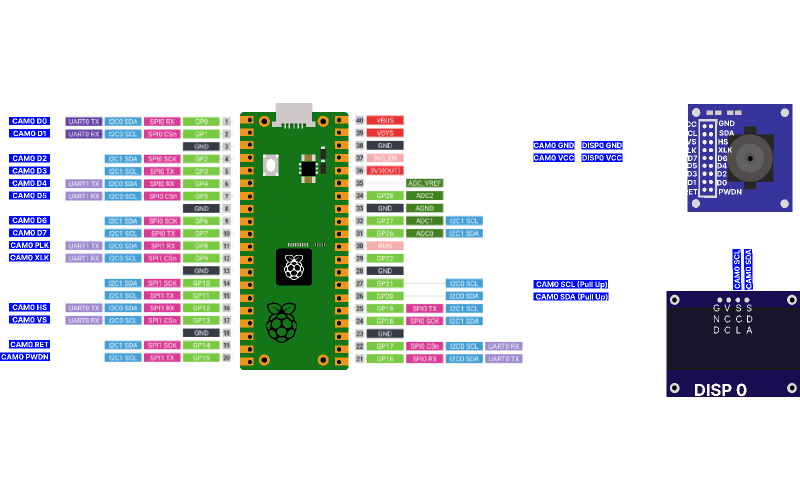 CAM0 D0 UART0 TX I2C0 SDA SPI0 RX GP0 1
CAM0 D1 UART0 RX I2C0 SCL SPI0 CSn GP1 2
GND 3
CAM0 D2 I2C1 SDA SPI0 SCK GP2 4
CAM0 D3 I2C1 SCL SPI0 TX GP3 5
CAM0 D4 UART1 TX I2C0 SDA SPI0 RX GP4 6
CAM0 D5 UART1 RX I2C0 SCL SPI0 CSn GP5 7
GND 8
CAM0 D6 I2C1 SDA SPI0 SCK GP6 9
CAM0 D7 I2C1 SCL SPI0 TX GP7 10
CAM0 PLK UART1 TX I2C0 SDA SPI1 RX GP8 11
CAM0 XLK UART1 RX I2C0 SCL SPI1 CSn GP9 12
GND 13
I2C1 SDA SPI1 SCK GP10 14
I2C1 SCL SPI1 TX GP11 15
CAM0 HS UART0 TX I2C0 SDA SPI1 RX GP12 16
CAM0 VS UART0 RX I2C0 SCL SPI1 CSn GP13 17
GND 18
CAM0 RET I2C1 SDA SPI1 SCK GP14 19
CAM0 PWDN I2C1 SCL SPI1 TX GP15 20
40 VBUS
39 VSYS
38 GND CAM0 GND DISP0 GND
37 3V3_EN CAM0 VCC DISP0 VCC
36 3V3(OUT)
35 ADC_VREF
34 GP28 ADC2
33 GND AGND
32 GP27 ADC1 I2C1 SCL
31 GP26 ADC0 I2C1 SDA
30 RUN
29 GP22
28 GND
27 GP21 I2C0 SCL CAM0 SCL (Pull Up)
26 GP20 I2C0 SDA CAM0 SDA (Pull Up)
25 GP19 SPI0 TX I2C1 SCL
24 GP18 SPI0 SCK I2C1 SDA
23 GND
22 GP17 SPI0 CSn I2C0 SCL UART0 RX
21 GP16 SPI0 RX I2C0 SDA UART0 TX
CC GND
CL SDA
VS HS
LK XLK
D7 D6
D5 D4
D3 D2
D1 D0
RET PWDN
CAM0 SCL
CAM0 SDA
G V S S
N C C D
D C L A
DISP 0